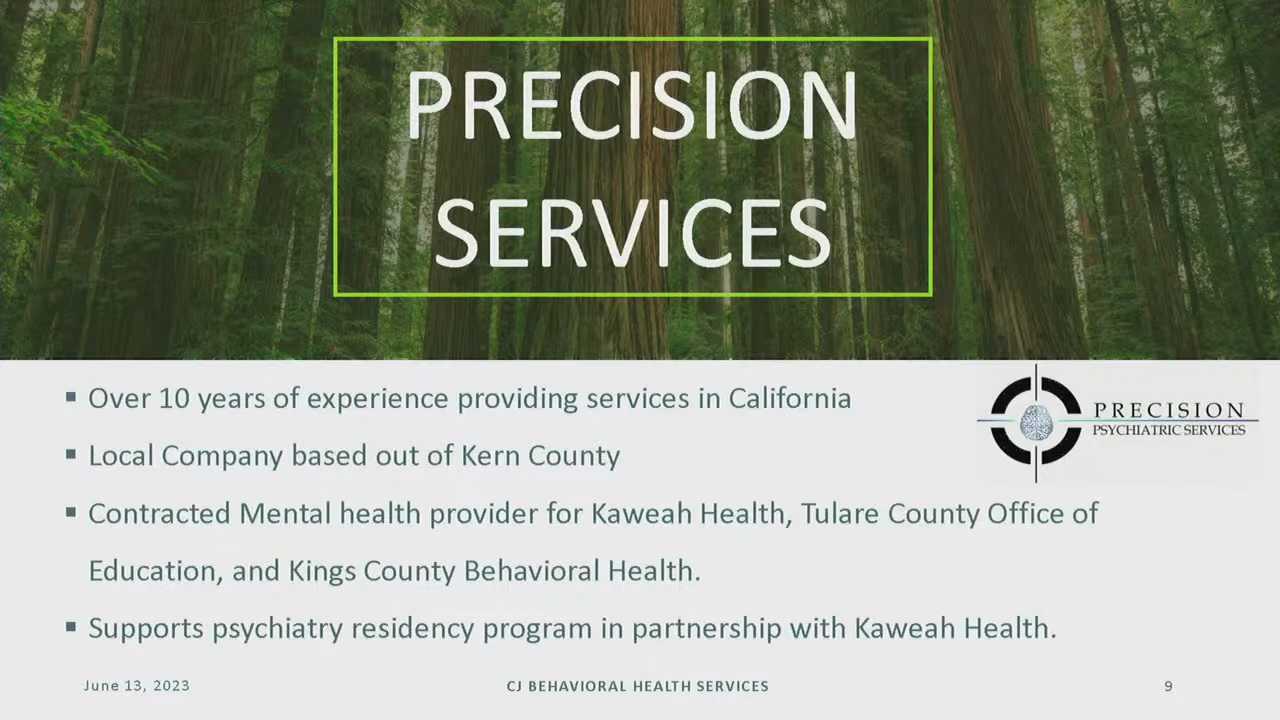 PRECISION
SERVICES
▪ Over 10 years of experience providing services in California
▪ Local Company based out of Kern County
▪ Contracted Mental health provider for Kaweah Health, Tulare County Office of
Education, and Kings County Behavioral Health.
▪ Supports psychiatry residency program in partnership with Kaweah Health.
PRECISION
PSYCHIATRIC SERVICES
June 13, 2023
CJ BEHAVIORAL HEALTH SERVICES
9